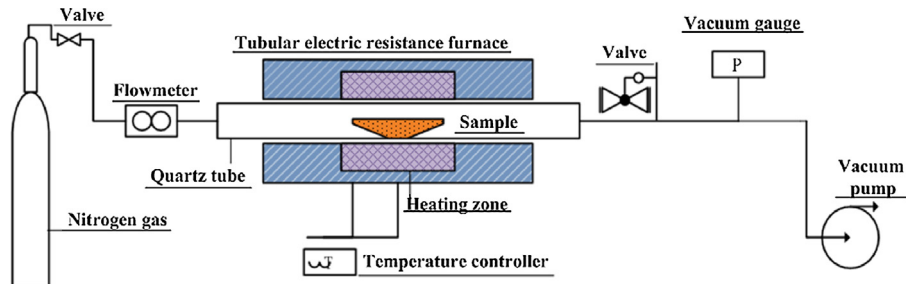 Valve
Tubular electric resistance furnace
Vacuum gauge
Valve
P
Flowmeter
Sample
Quartz tube
Vacuum
pump
Heating zone
Nitrogen gas
Temperature controller